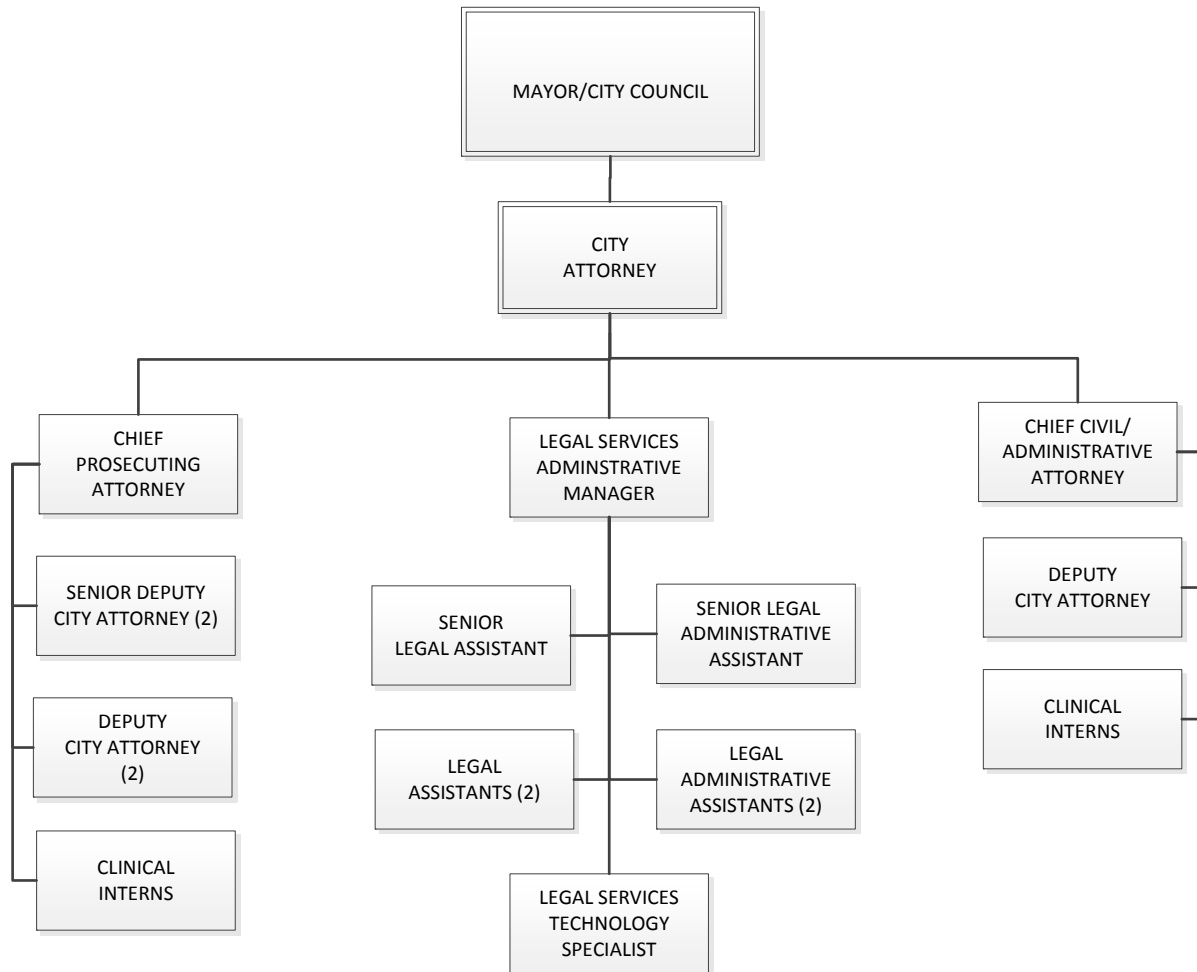 MAYOR/CITY COUNCIL
CITY
ATTORNEY
CHIEF
PROSECUTING
ATTORNEY
SENIOR DEPUTY
CITY ATTORNEY (2)
DEPUTY
CITY ATTORNEY
(2)
CLINICAL
INTERNS
LEGAL SERVICES
ADMINSTRATIVE
MANAGER
SENIOR
LEGAL ASSISTANT
SENIOR LEGAL
ADMINISTRATIVE
ASSISTANT
LEGAL
ASSISTANTS (2)
LEGAL
ADMINISTRATIVE
ASSISTANTS (2)
LEGAL SERVICES
TECHNOLOGY
SPECIALIST
CHIEF CIVIL/
ADMINISTRATIVE
ATTORNEY
DEPUTY
CITY ATTORNEY
CLINICAL
INTERNS